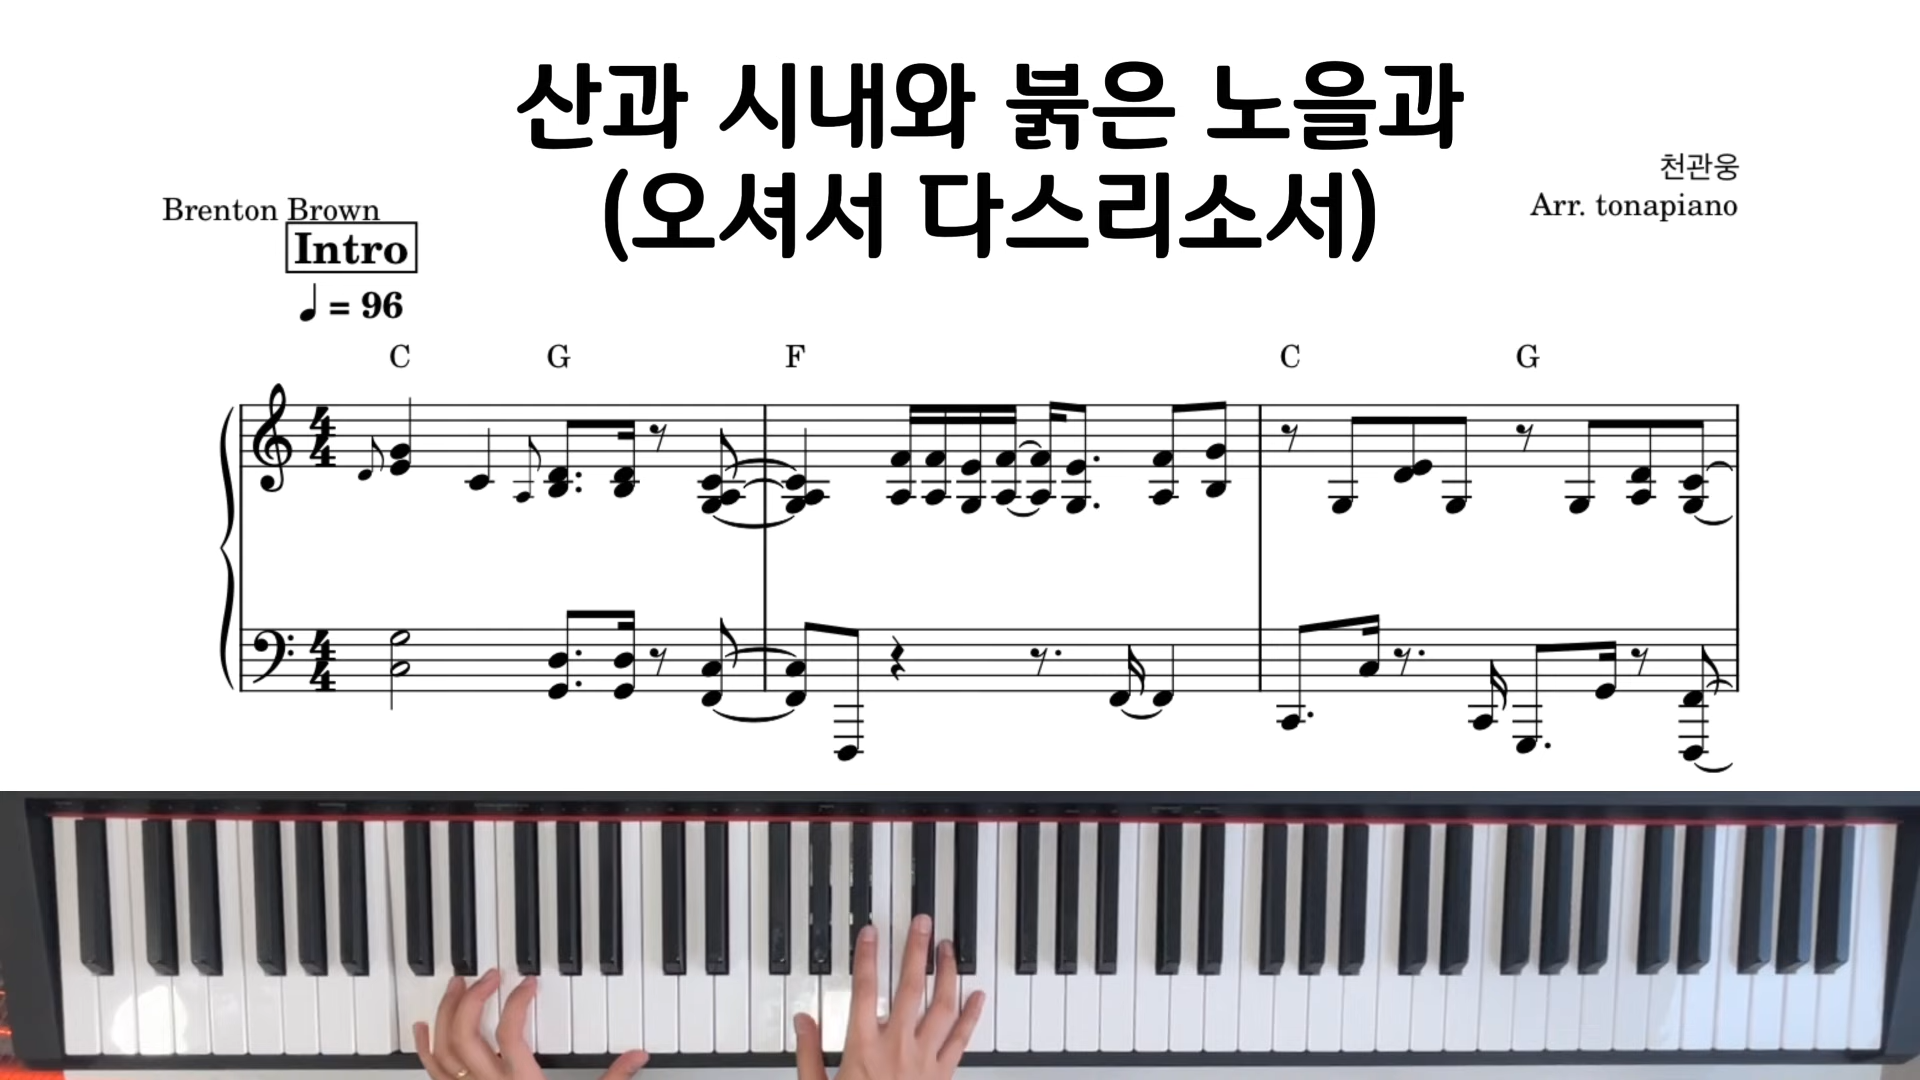 산과 시내와 붉은 노을과
(오셔서 다스리소서)
천관웅
Brenton Brown
Arr. tonapiano
Intro
♩ = 96
C G F C G
4
4
4
4